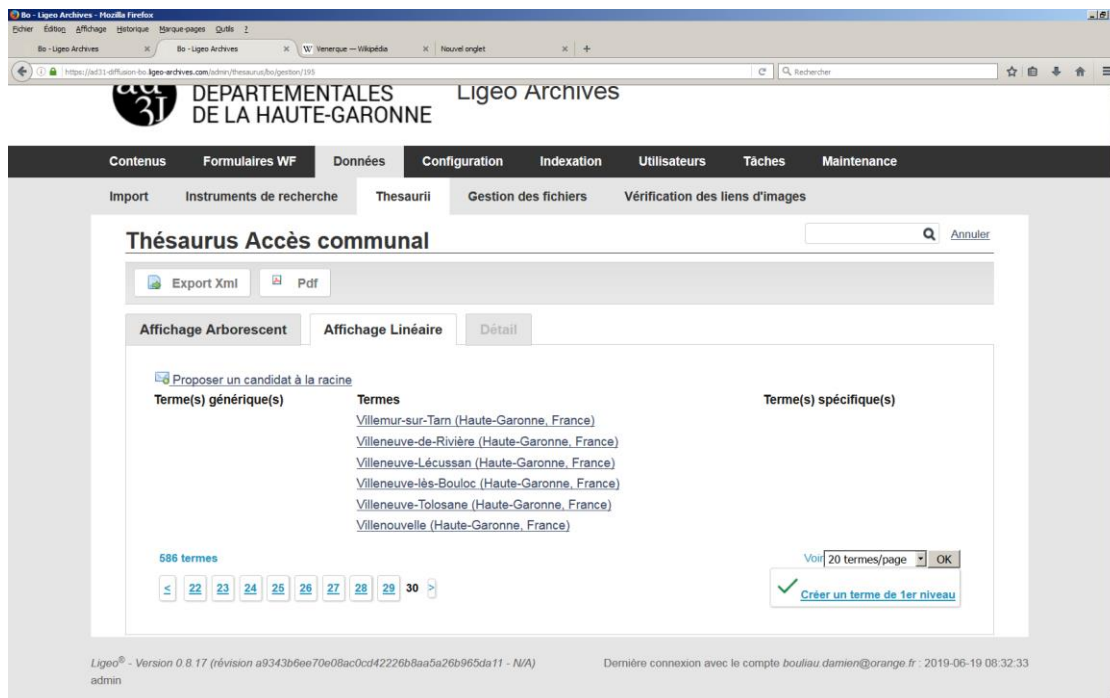 Bo - Ligeo Archives - Mozilla Firefox
Fichier Édition Affichage Historique Marque-pages Outils ?
Bo - Ligeo Archives × Bo - Ligeo Archives × W Venerque — Wikipédia × Nouvel onglet × +
https://ad31-diffusion-bo.ligeo-archives.com/admin/thesaurus/bo/gestion/195 Rechercher
31 DÉPARTEMENTALES Ligeo Archives
DE LA HAUTE-GARONNE
Contenus Formulaires WF Données Configuration Indexation Utilisateurs Tâches Maintenance
Import Instruments de recherche Thesaurii Gestion des fichiers Vérification des liens d'images
Thésaurus Accès communal Annuler
Export Xml Pdf
Affichage Arborescent Affichage Linéaire Détail
Proposer un candidat à la racine
Terme(s) générique(s) Termes Terme(s) spécifique(s)
Villemur-sur-Tarn (Haute-Garonne, France)
Villeneuve-de-Rivière (Haute-Garonne, France)
Villeneuve-Lécussan (Haute-Garonne, France)
Villeneuve-lès-Bouloc (Haute-Garonne, France)
Villeneuve-Tolosane (Haute-Garonne, France)
Villenouvelle (Haute-Garonne, France)
586 termes Voir 20 termes/page OK
< 22 23 24 25 26 27 28 29 30 >
Créer un terme de 1er niveau
Ligeo® - Version 0.8.17 (révision a9343b6ee70e08ac0cd42226b8aa5a26b965da11 - N/A) Dernière connexion avec le compte bouliau.damien@orange.fr : 2019-06-19 08:32:33
admin